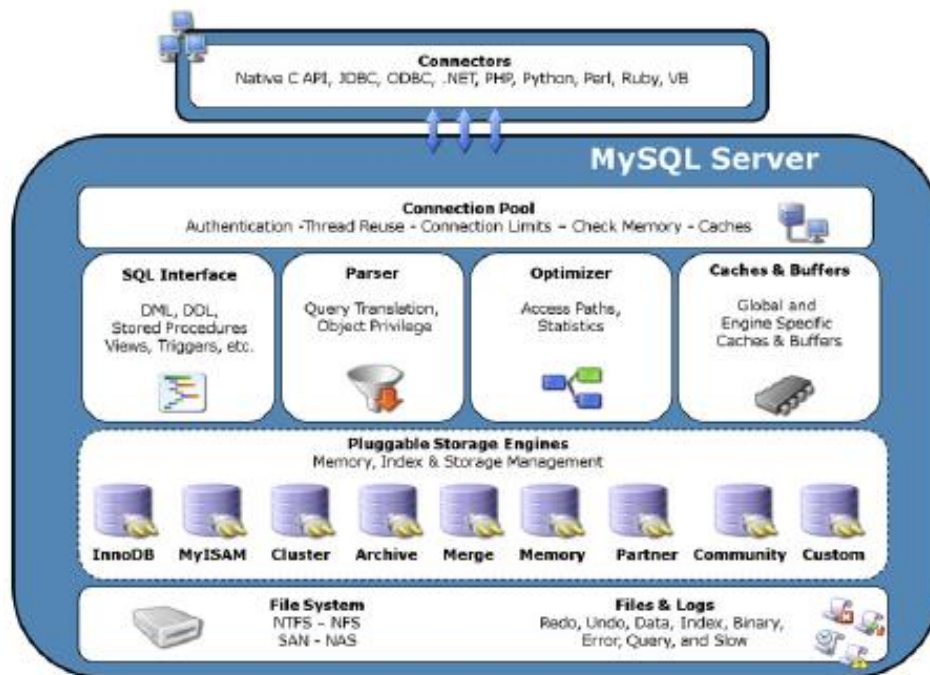 Connectors
Native C API, JDBC, ODBC, .NET, PHP, Python, Perl, Ruby, VB
MySQL Server
Connection Pool
Authentication -Thread Reuse - Connection Limits – Check Memory - Caches
SQL Interface
DML, DDL,
Stored Procedures
Views, Triggers, etc.
Parser
Query Translation,
Object Privilege
Optimizer
Access Paths,
Statistics
Caches & Buffers
Global and
Engine Specific
Caches & Buffers
Pluggable Storage Engines
Memory, Index & Storage Management
InnoDB
MyISAM
Cluster
Archive
Merge
Memory
Partner
Community
Custom
File System
NTFS – NFS
SAN - NAS
Files & Logs
Redo, Undo, Data, Index, Binary,
Error, Query, and Slow